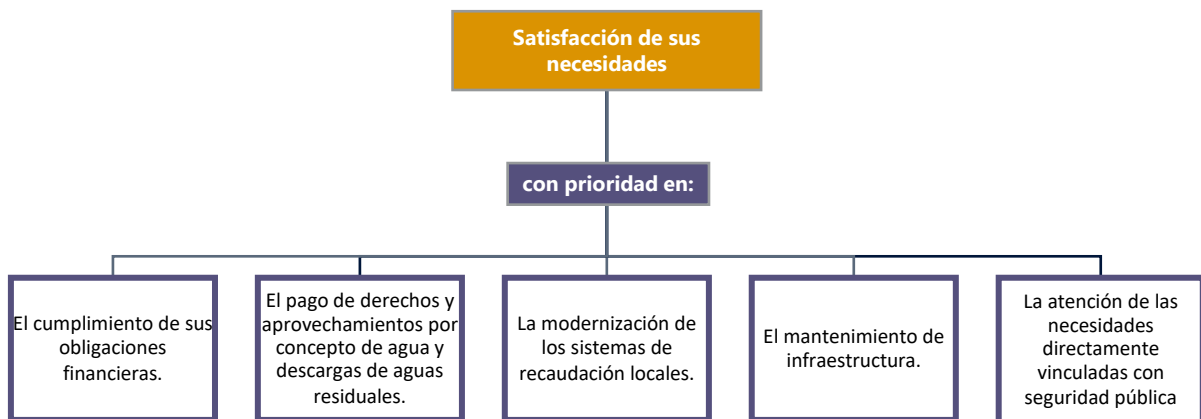 Satisfacción de sus
necesidades
con prioridad en:
El cumplimiento de sus
obligaciones
financieras.
El pago de derechos y
aprovechamientos por
concepto de agua y
descargas de aguas
residuales.
La modernización de
los sistemas de
recaudación locales.
El mantenimiento de
infraestructura.
La atención de las
necesidades
directamente
vinculadas con
seguridad pública